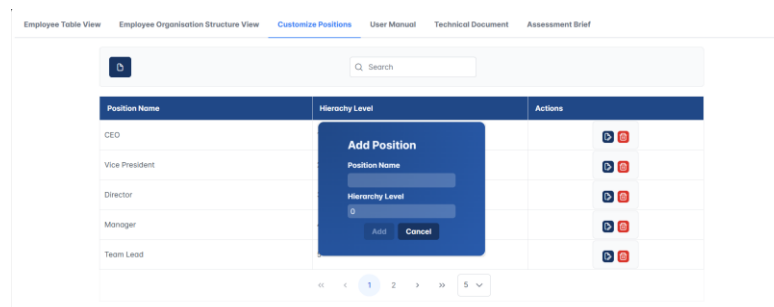 Employee Table View Employee Organisation Structure View Customize Positions User Manual Technical Document Assessment Brief
Search
Position Name Hierachy Level Actions
CEO
Add Position
Vice President
Position Name
Director
Hierarchy Level
0
Manager
Add Cancel
Team Lead
<< < 1 2 > >> 5